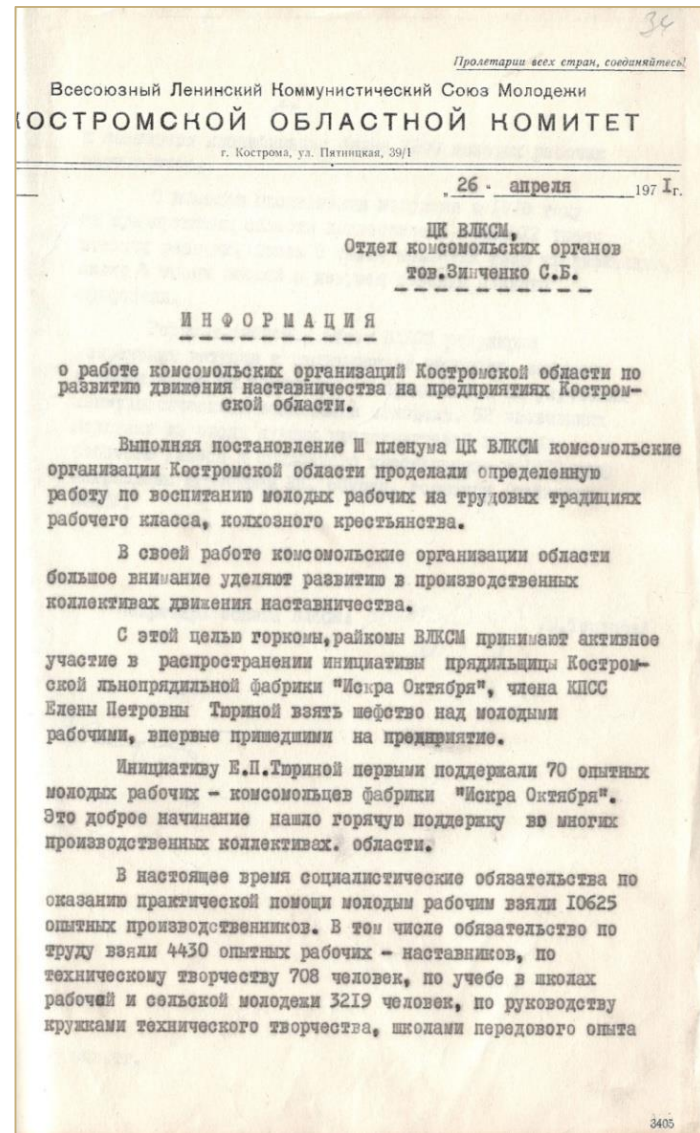 34
Пролетарии всех стран, соединяйтесь!
Всесоюзный Ленинский Коммунистический Союз Молодежи
КОСТРОМСКОЙ ОБЛАСТНОЙ КОМИТЕТ
г. Кострома, ул. Пятницкая, 39/1
„ 26 · апреля 1971 г.
ЦК ВЛКСМ,
Отдел комсомольских органов
тов.Зинченко С.Б.
ИНФОРМАЦИЯ
о работе комсомольских организаций Костромской области по
развитию движения наставничества на предприятиях Костром-
ской области.
Выполняя постановление Ш пленума ЦК ВЛКСМ комсомольские
организации Костромской области проделали определенную
работу по воспитанию молодых рабочих на трудовых традициях
рабочего класса, колхозного крестьянства.
В своей работе комсомольские организации области
большое внимание уделяют развитию в производственных
коллективах движения наставничества.
С этой целью горкомы,райкомы ВЛКСМ принимают активное
участие в распространении инициативы прядильщицы Костром-
ской льнопрядильной фабрики "Искра Октября", члена КПСС
Елены Петровны Тюриной взять шефство над молодыми
рабочими, впервые пришедшими на предприятие.
Инициативу Е.П.Тюриной первыми поддержали 70 опытных
молодых рабочих - комсомольцев фабрики "Искра Октября".
Это доброе начинание нашло горячую поддержку во многих
производственных коллективах. области.
В настоящее время социалистические обязательства по
оказанию практической помощи молодым рабочим взяли 10625
опытных производственников. В том числе обязательство по
труду взяли 4430 опытных рабочих - наставников, по
техническому творчеству 708 человек, по учебе в школах
рабочей и сельской молодежи 3219 человек, по руководству
кружками технического творчества, школами передового опыта
3405